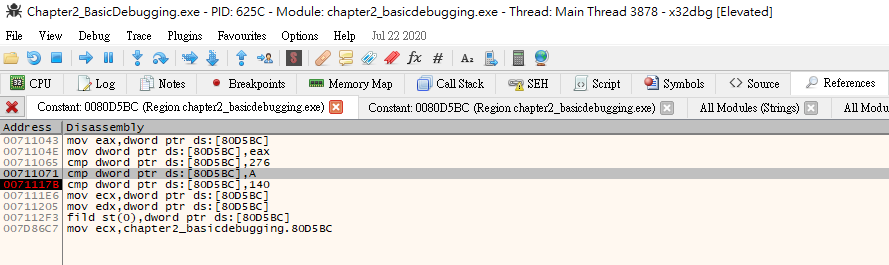 Chapter2_BasicDebugging.exe - PID: 625C - Module: chapter2_basicdebugging.exe - Thread: Main Thread 3878 - x32dbg [Elevated]
File View Debug Trace Plugins Favourites Options Help Jul 22 2020
CPU Log Notes Breakpoints Memory Map Call Stack SEH Script Symbols Source References
Constant: 0080D5BC (Region chapter2_basicdebugging.exe) Constant: 0080D5BC (Region chapter2_basicdebugging.exe) All Modules (Strings) All Modu
Address Disassembly
00711043 mov eax,dword ptr ds:[80D5BC]
0071104E mov dword ptr ds:[80D5BC],eax
00711065 cmp dword ptr ds:[80D5BC],276
00711071 cmp dword ptr ds:[80D5BC],A
0071117B cmp dword ptr ds:[80D5BC],140
007111E6 mov ecx,dword ptr ds:[80D5BC]
00711205 mov edx,dword ptr ds:[80D5BC]
007112F3 fild st(0),dword ptr ds:[80D5BC]
007D86C7 mov ecx,chapter2_basicdebugging.80D5BC